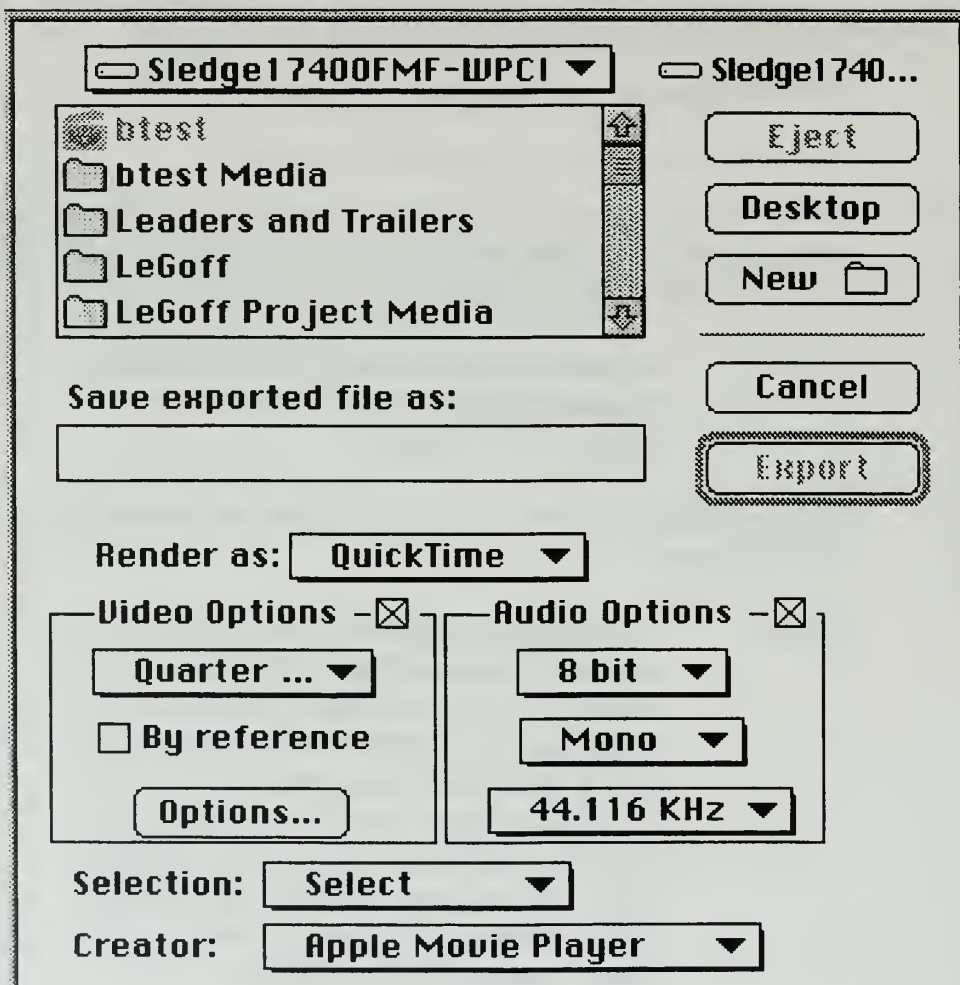 Sledge17400FMF-WPCI
Sledge1740...
btest
btest Media
Leaders and Trailers
LeGoff
LeGoff Project Media
Eject
Desktop
New
Cancel
Export
Save exported file as:
Render as: QuickTime
Video Options
Quarter ...
By reference
Options...
Audio Options
8 bit
Mono
44.116 KHz
Selection: Select
Creator: Apple Movie Player